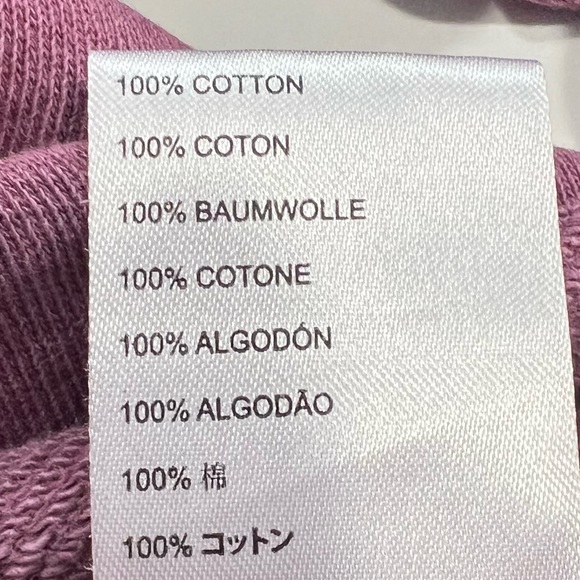 100% COTTON
100% COTON
100% BAUMWOLLE
100% COTONE
100% ALGODÓN
100% ALGODÃO
100% 棉
100% コットン